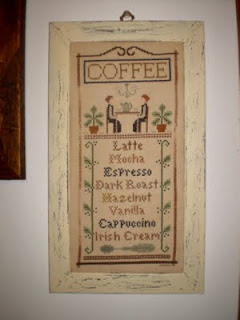 COFFEE
Latte
Mocha
Espresso
Dark Roast
Hazelnut
Vanilla
Cappuccino
Irish Cream